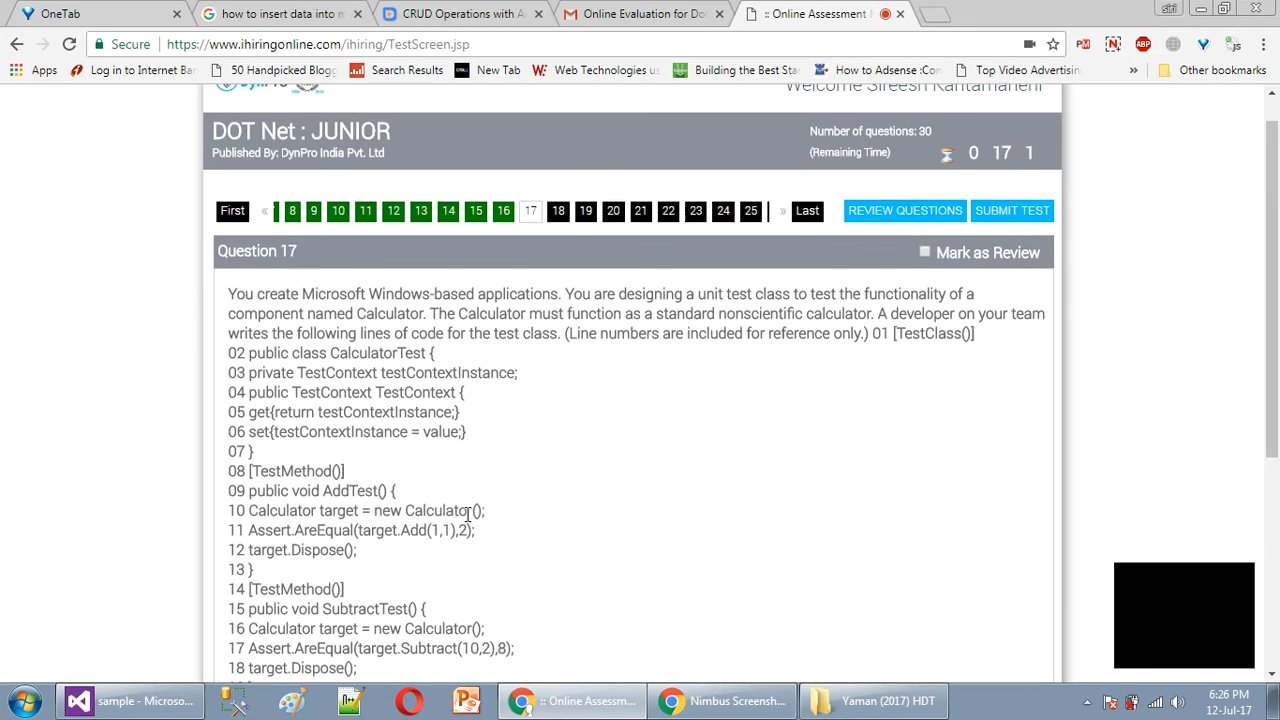 OneTab
how to insert data into m
CRUD Operations with A
Online Evaluation for Dot
:: Online Assessment
Secure
https://www.ihiringonline.com/ihiring/TestScreen.jsp
Apps
Log in to Internet Ba
50 Handpicked Blog
Search Results
New Tab
Web Technologies us
Building the Best Sta
How to Adsense :Con
Top Video Advertisin
»
Other bookmarks
Welcome Sireesh Kantamaneni
DOT Net : JUNIOR
Published By: DynPro India Pvt. Ltd
Number of questions: 30
(Remaining Time)
0 17 1
First « 8 9 10 11 12 13 14 15 16 17 18 19 20 21 22 23 24 25 » Last
REVIEW QUESTIONS
SUBMIT TEST
Question 17
Mark as Review
You create Microsoft Windows-based applications. You are designing a unit test class to test the functionality of a
component named Calculator. The Calculator must function as a standard nonscientific calculator. A developer on your team
writes the following lines of code for the test class. (Line numbers are included for reference only.) 01 [TestClass()]
02 public class CalculatorTest {
03 private TestContext testContextInstance;
04 public TestContext TestContext {
05 get{return testContextInstance;}
06 set{testContextInstance = value;}
07 }
08 [TestMethod()]
09 public void AddTest() {
10 Calculator target = new Calculator();
11 Assert.AreEqual(target.Add(1,1),2);
12 target.Dispose();
13 }
14 [TestMethod()]
15 public void SubtractTest() {
16 Calculator target = new Calculator();
17 Assert.AreEqual(target.Subtract(10,2),8);
18 target.Dispose();
sample - Microso...
:: Online Assessm...
Nimbus Screensh...
Yaman (2017) HDT
6:26 PM
12-Jul-17